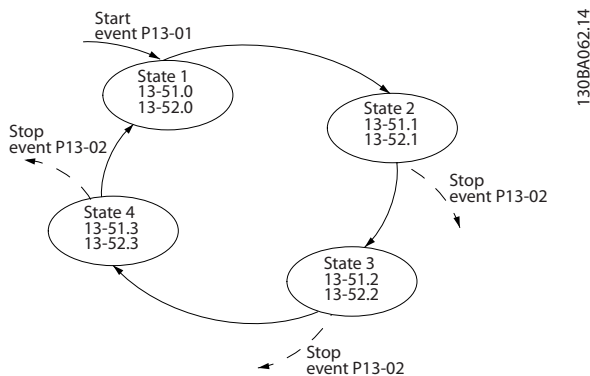 Start
event P13-01
State 1
13-51.0
13-52.0
State 2
13-51.1
13-52.1
Stop
event P13-02
Stop
event P13-02
State 4
13-51.3
13-52.3
State 3
13-51.2
13-52.2
Stop
event P13-02
130BA062.14